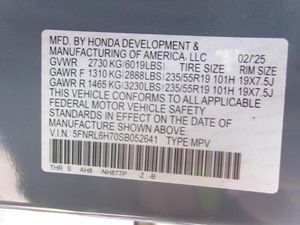 MFD. BY HONDA DEVELOPMENT &
MANUFACTURING OF AMERICA, LLC 02/25
GVWR 2730 KG(6019LBS) TIRE SIZE RIM SIZE
GAWR F 1310 KG(2888LBS) 235/55R19 101H 19X7.5J
GAWR R 1465 KG(3230LBS) 235/55R19 101H 19X7.5J
THIS VEHICLE CONFORMS TO ALL APPLICABLE
FEDERAL MOTOR VEHICLE SAFETY
STANDARDS IN EFFECT ON THE DATE OF
MANUFACTURE SHOWN ABOVE.
V.I.N: 5FNRL6H70SB052641 TYPE:MPV
THR S AH8 -NH877P -Z -B